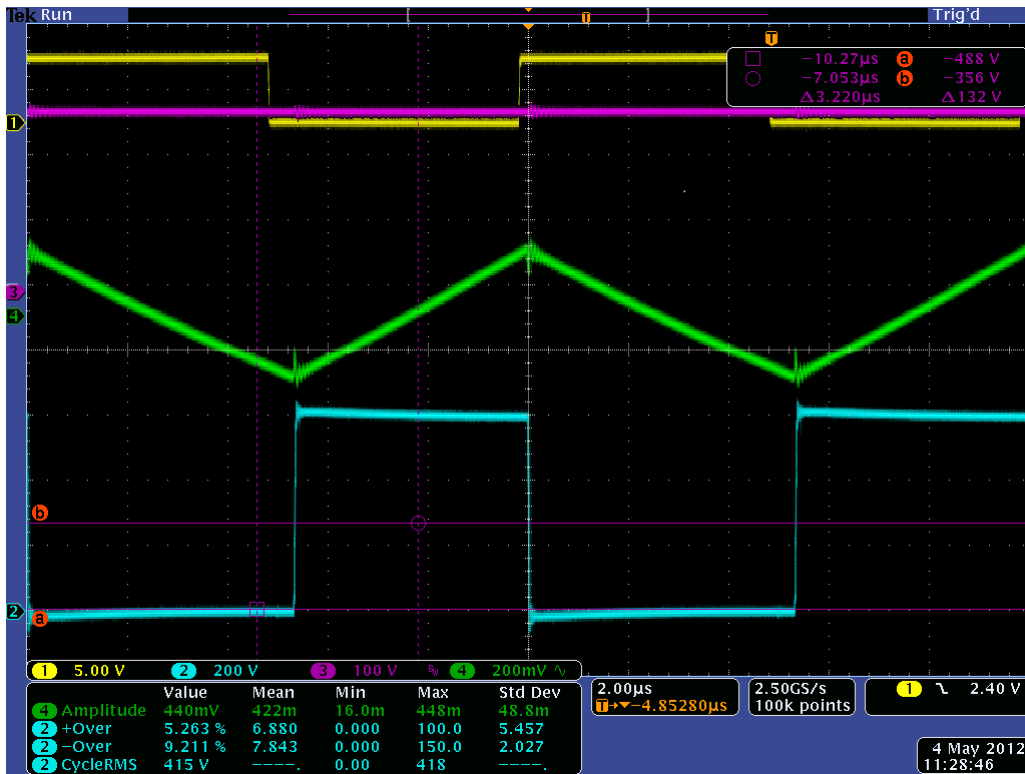 Tek Run Trig'd
T
T
−10.27µs a −488 V
−7.053µs b −356 V
Δ3.220µs Δ132 V
1
3
4
b
2
a
1 5.00 V 2 200 V 3 100 V BW 4 200mV
Value Mean Min Max Std Dev
4 Amplitude 440mV 422m 16.0m 448m 48.8m
2 +Over 5.263 % 6.880 0.000 100.0 5.457
2 −Over 9.211 % 7.843 0.000 150.0 2.027
2 CycleRMS 415 V ----. 0.00 418 ----.
2.00µs
T→▼−4.85280µs
2.50GS/s
100k points
1 2.40 V
4 May 2012
11:28:46